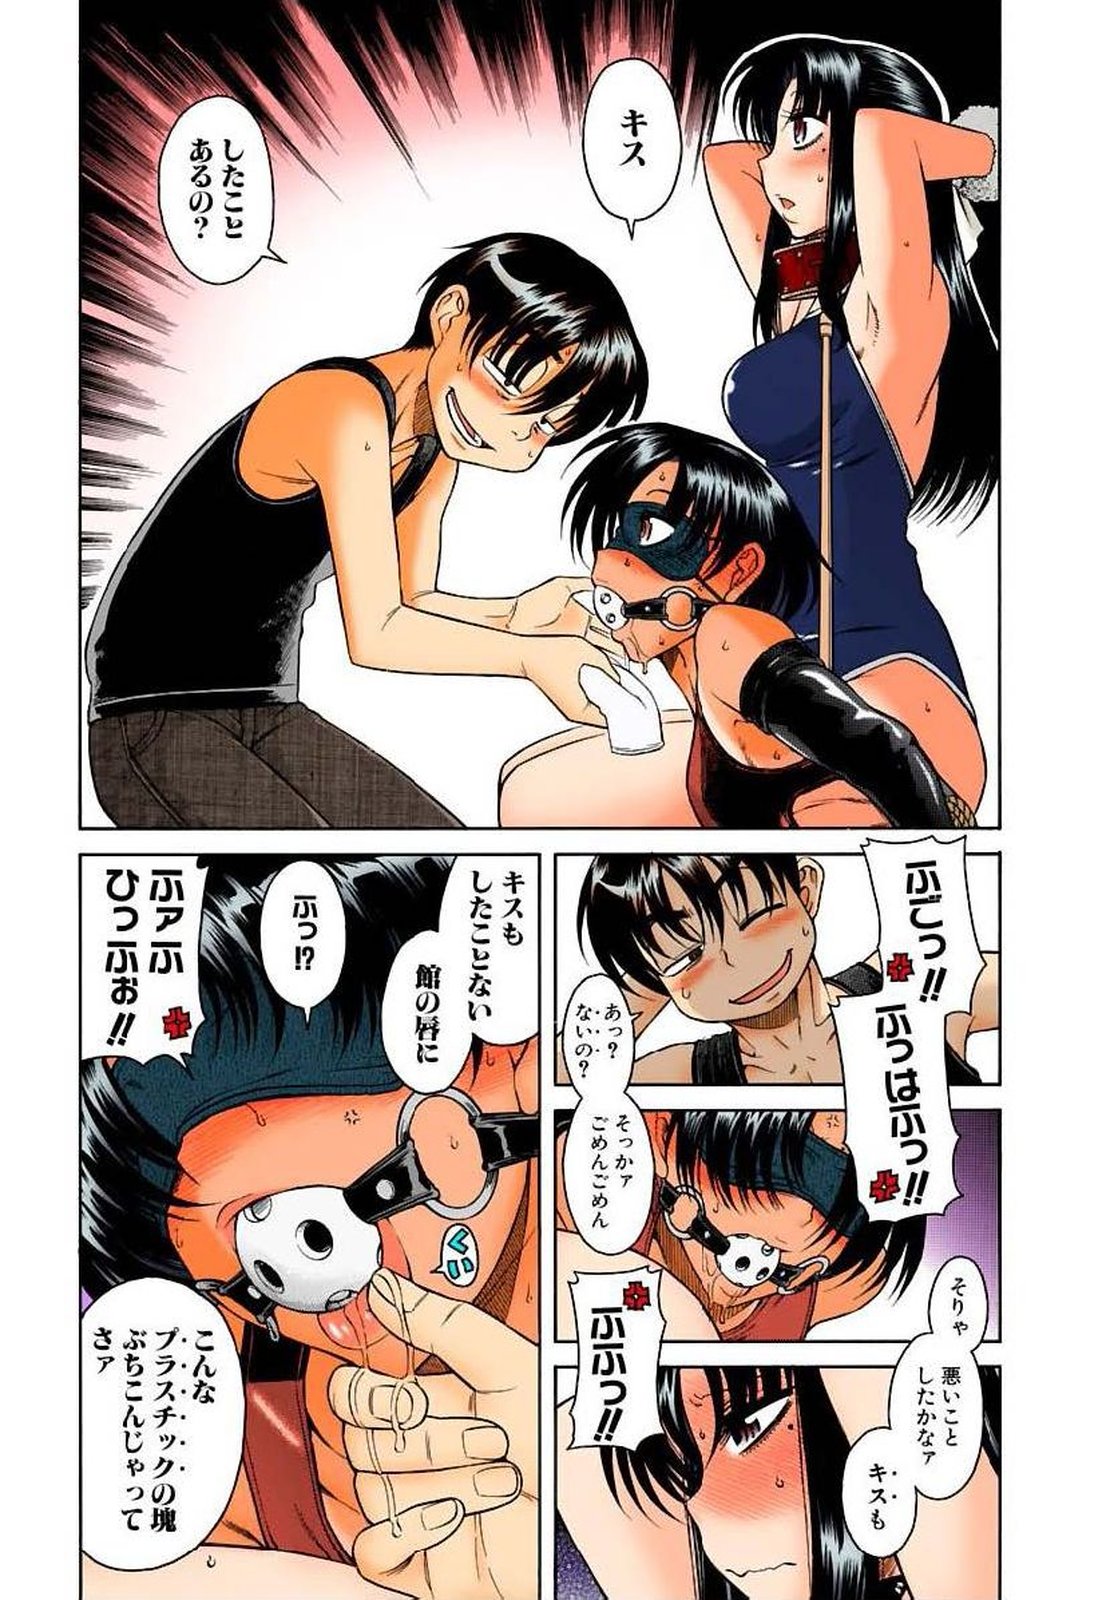 キス
したこと
あるの？
ふごっ！！
ふっはふっ！！
あっ？
ないの？
そっかァ
ごめんごめん
ふふっ！！
そりゃ
悪いこと
したかなァ
キスも
キスも
したことない
館の唇に
ふっ！？
ふァふ
ひっふぉ！！
くい
こんな
プラスチックの塊
ぶちこんじゃって
さァ